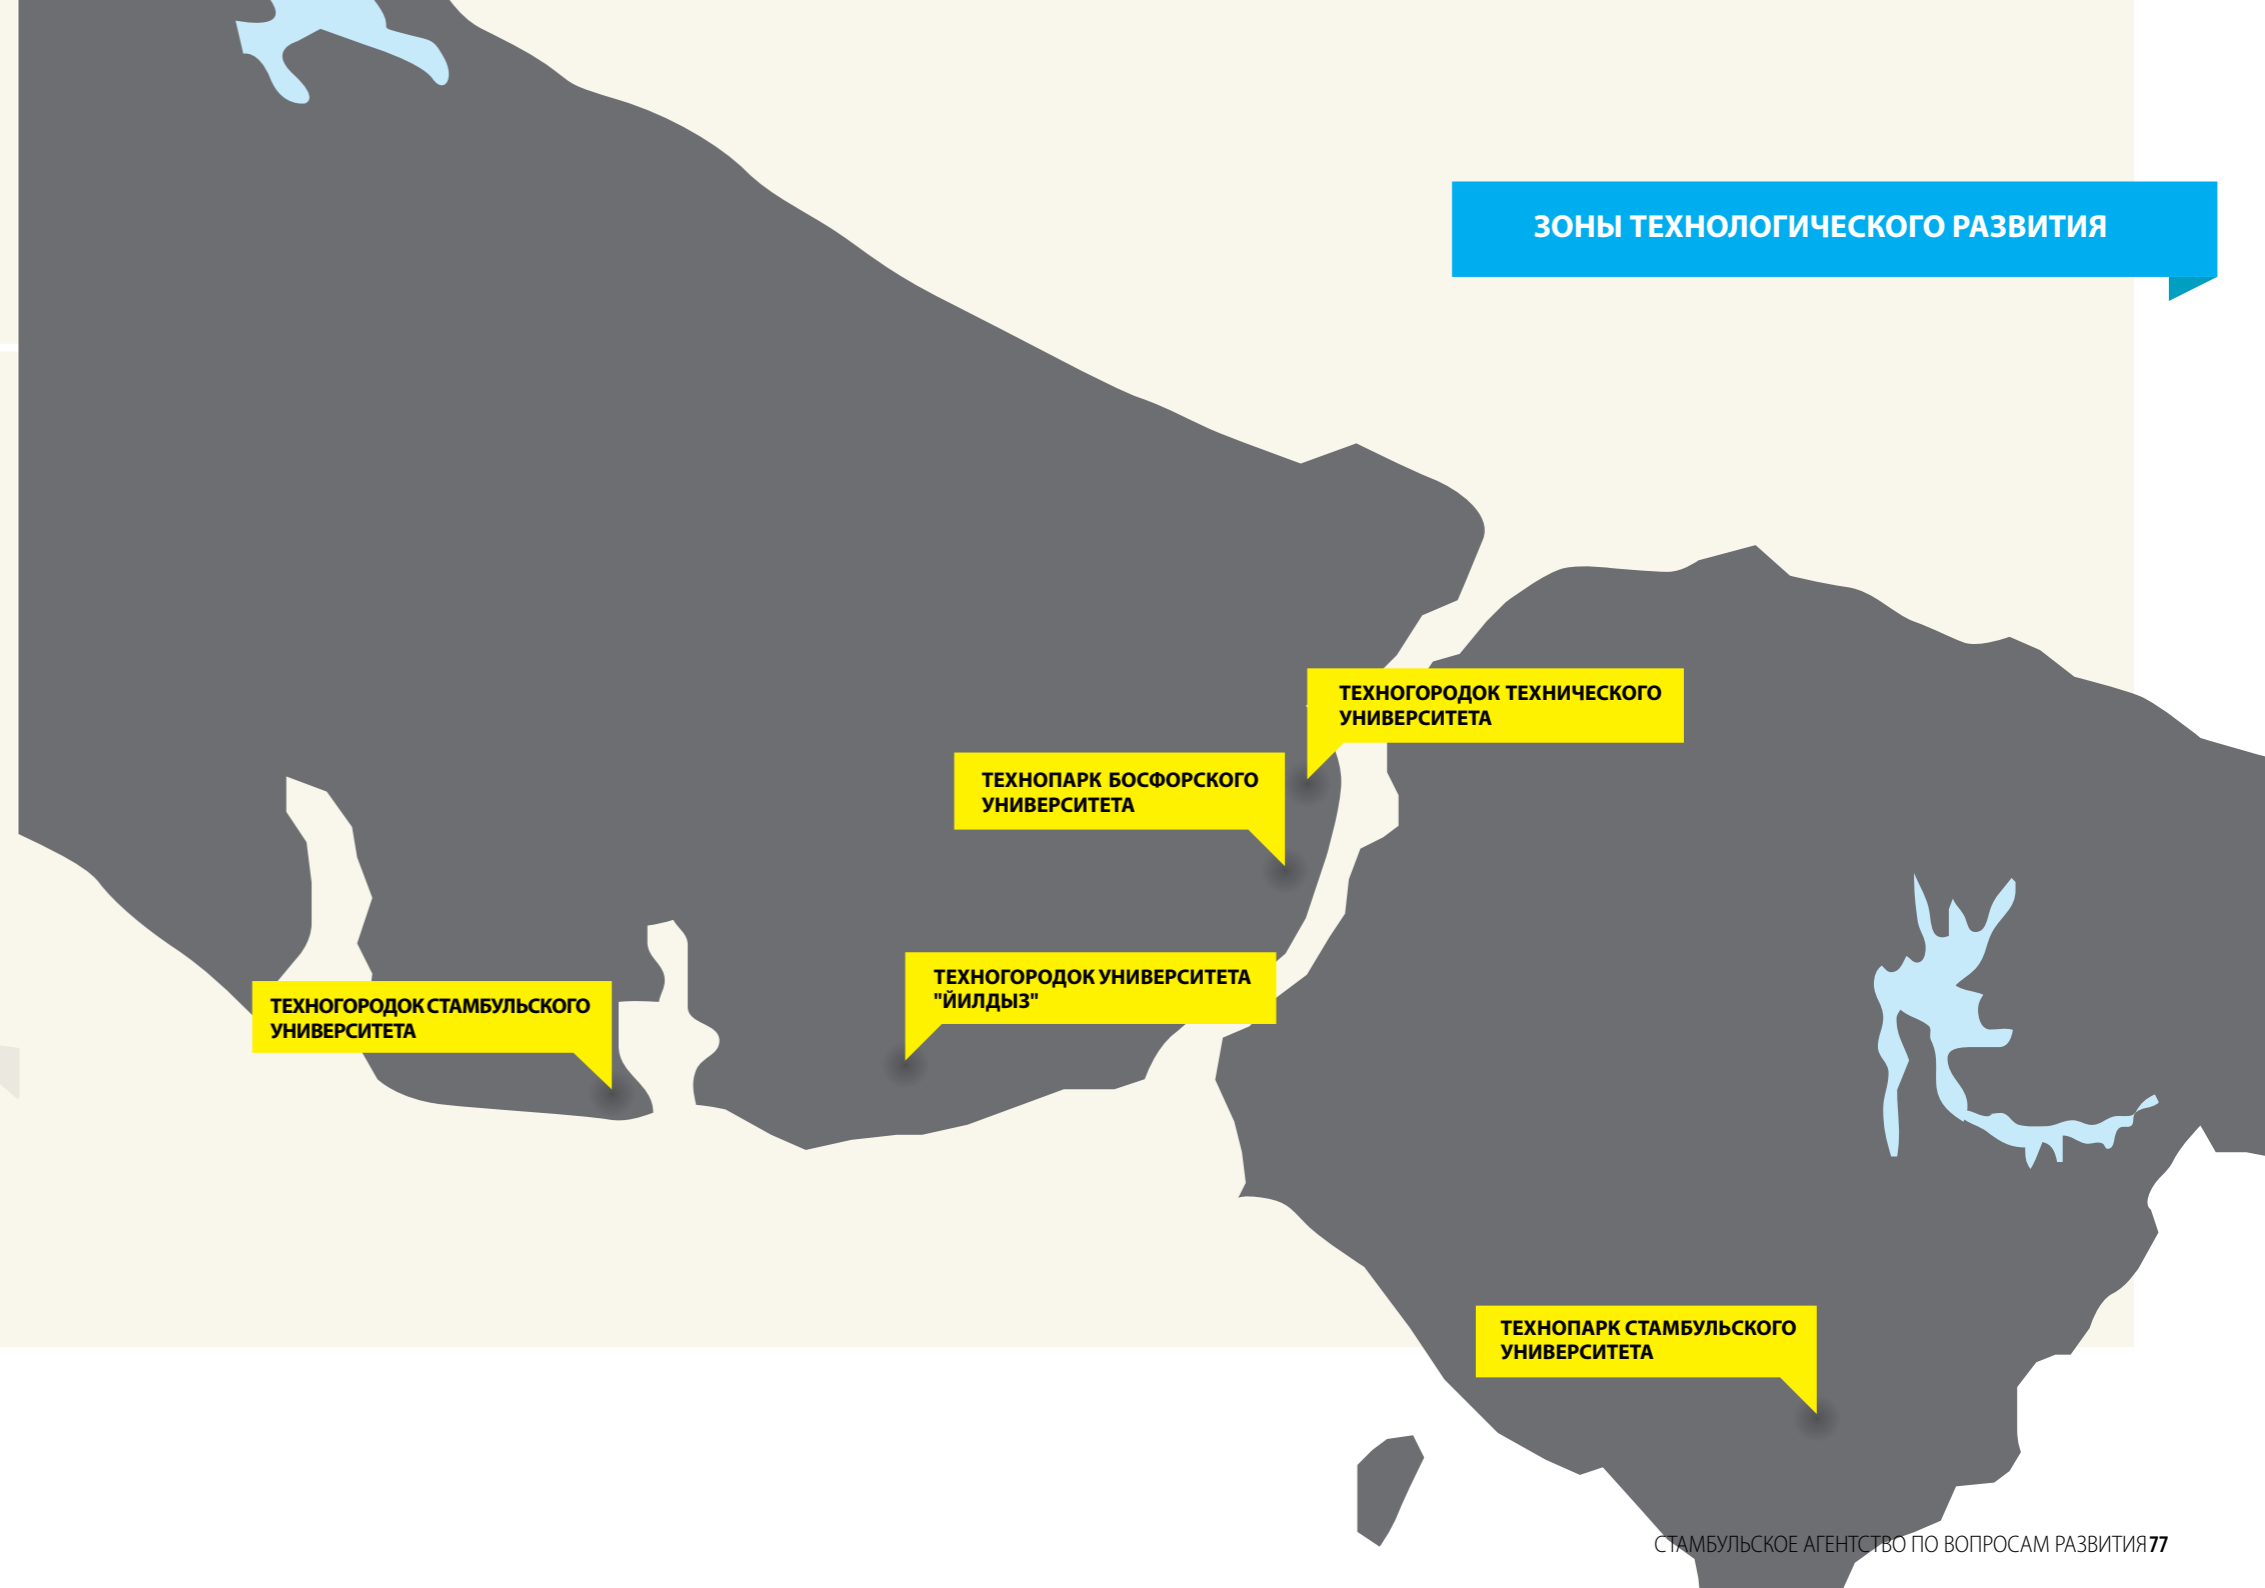 ЗОНЫ ТЕХНОЛОГИЧЕСКОГО РАЗВИТИЯ
ТЕХНОГОРОДОК ТЕХНИЧЕСКОГО
УНИВЕРСИТЕТА
ТЕХНОПАРК БОСФОРСКОГО
УНИВЕРСИТЕТА
ТЕХНОГОРОДОК УНИВЕРСИТЕТА
"ЙИЛДЫЗ"
ТЕХНОГОРОДОК СТАМБУЛЬСКОГО
УНИВЕРСИТЕТА
ТЕХНОПАРК СТАМБУЛЬСКОГО
УНИВЕРСИТЕТА
СТАМБУЛЬСКОЕ АГЕНТСТВО ПО ВОПРОСАМ РАЗВИТИЯ 77